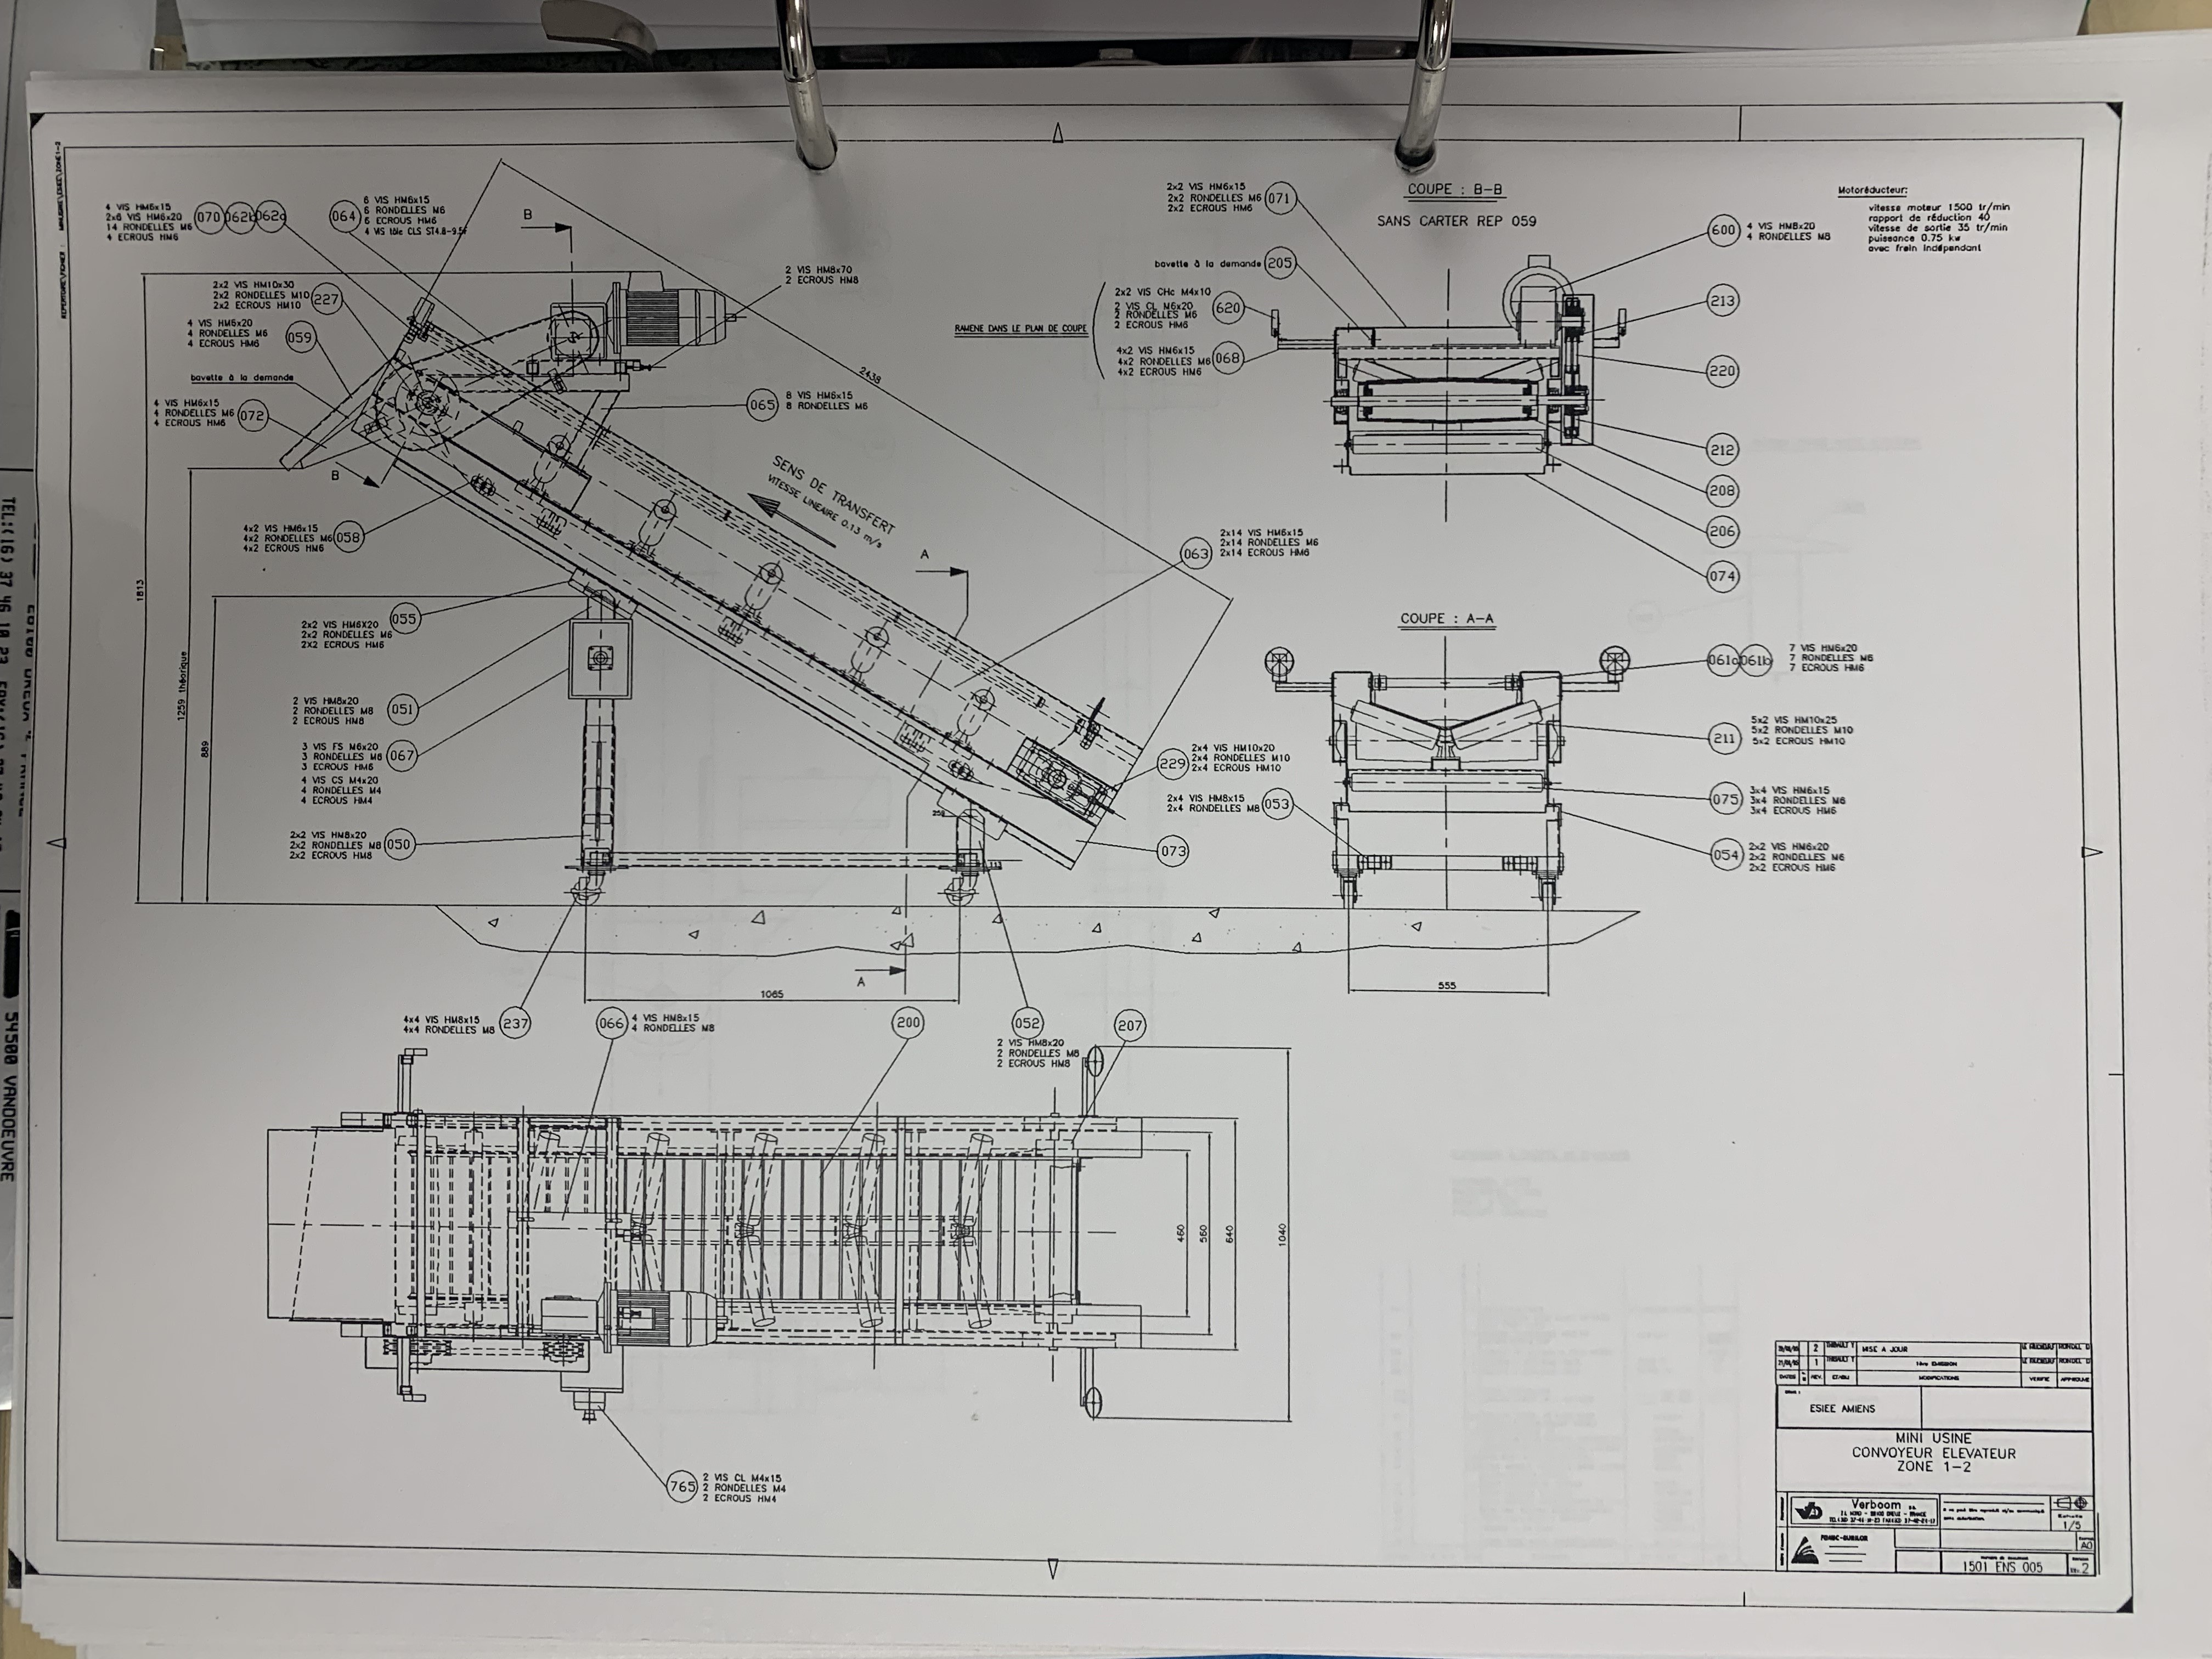 4 VIS HM6x15
2x6 VIS HM6x20
14 RONDELLES M6
4 ECROUS HM6
070
062b
062a
064
6 VIS HM6x15
6 RONDELLES M6
6 ECROUS HM6
4 VIS tôle CLS ST4.8-9.5F
B
2 VIS HM8x70
2 ECROUS HM8
2x2 VIS HM10x30
2x2 RONDELLES M10
2x2 ECROUS HM10
227
4 VIS HM6x20
4 RONDELLES M6
4 ECROUS HM6
059
bavette à la demande
4 VIS HM6x15
4 RONDELLES M6
4 ECROUS HM6
072
B
2438
065
8 VIS HM6x15
8 RONDELLES M6
SENS DE TRANSFERT
VITESSE LINEAIRE 0.13 m/s
4x2 VIS HM6x15
4x2 RONDELLES M6
4x2 ECROUS HM6
058
A
063
2x14 VIS HM6x15
2x14 RONDELLES M6
2x14 ECROUS HM6
1813
1259 théorique
889
055
2x2 VIS HM6X20
2x2 RONDELLES M6
2X2 ECROUS HM6
2 VIS HM8x20
2 RONDELLES M8
2 ECROUS HM8
051
3 VIS FS M6x20
3 RONDELLES M6
3 ECROUS HM6
067
4 VIS CS M4x20
4 RONDELLES M4
4 ECROUS HM4
2x2 VIS HM8x20
2x2 RONDELLES M8
2x2 ECROUS HM8
050
229
2x4 VIS HM10x20
2x4 RONDELLES M10
2x4 ECROUS HM10
2x4 VIS HM8x15
2x4 RONDELLES M8
053
073
A
1065
4x4 VIS HM8x15
4x4 RONDELLES M8
237
066
4 VIS HM8x15
4 RONDELLES M8
200
052
2 VIS HM8x20
2 RONDELLES M8
2 ECROUS HM8
207
460
560
640
1040
765
2 VIS CL M4x15
2 RONDELLES M4
2 ECROUS HM4
2x2 VIS HM6x15
2x2 RONDELLES M6
2x2 ECROUS HM6
071
COUPE : B-B
SANS CARTER REP 059
bavette à la demande
205
2x2 VIS CHc M4x10
2 VIS CL M6x20
2 RONDELLES M6
2 ECROUS HM6
620
RAMENE DANS LE PLAN DE COUPE
4x2 VIS HM6x15
4x2 RONDELLES M6
4x2 ECROUS HM6
068
600
4 VIS HM8x20
4 RONDELLES M8
213
220
212
208
206
074
Motoréducteur:
vitesse moteur 1500 tr/min
rapport de réduction 40
vitesse de sortie 35 tr/min
puissance 0.75 kw
avec frein indépendant
COUPE : A-A
061a
061b
7 VIS HM6x20
7 RONDELLES M6
7 ECROUS HM6
211
5x2 VIS HM10x25
5x2 RONDELLES M10
5x2 ECROUS HM10
075
3x4 VIS HM6x15
3x4 RONDELLES M6
3x4 ECROUS HM6
054
2x2 VIS HM6x20
2x2 RONDELLES M6
2x2 ECROUS HM6
555
2 THIBAULT Y MISE A JOUR
1 THIBAULT Y 1ère EMISSION
DATES REV. ETABLI MODIFICATIONS VERIFIE APPROUVE
ESIEE AMIENS
MINI USINE
CONVOYEUR ELEVATEUR
ZONE 1-2
Verboom
1/5
A0
1501 ENS 005
2
54500 VANDOEUVRE